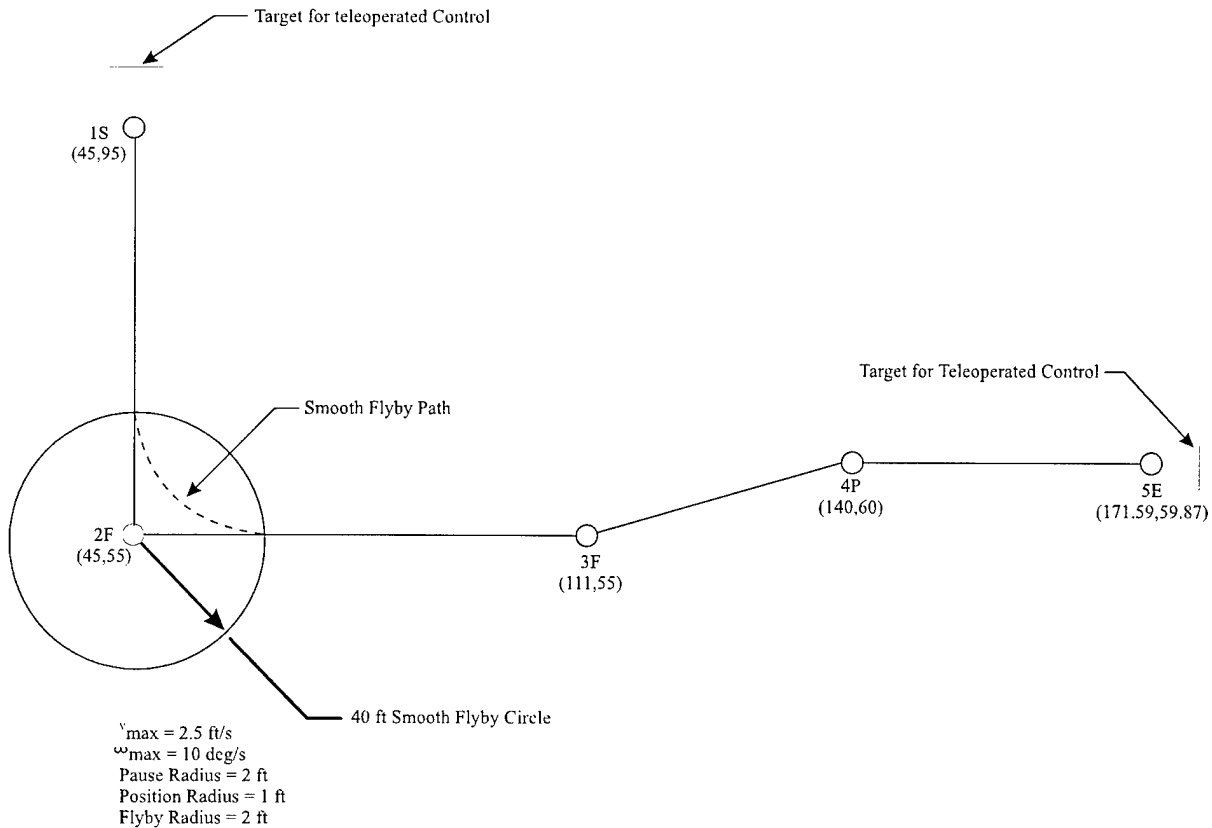 Target for teleoperated Control
1S
(45,95)
Target for Teleoperated Control
Smooth Flyby Path
4P
(140,60)
5E
(171.59,59.87)
2F
(45,55)
3F
(111,55)
40 ft Smooth Flyby Circle
vmax = 2.5 ft/s
ωmax = 10 deg/s
Pause Radius = 2 ft
Position Radius = 1 ft
Flyby Radius = 2 ft